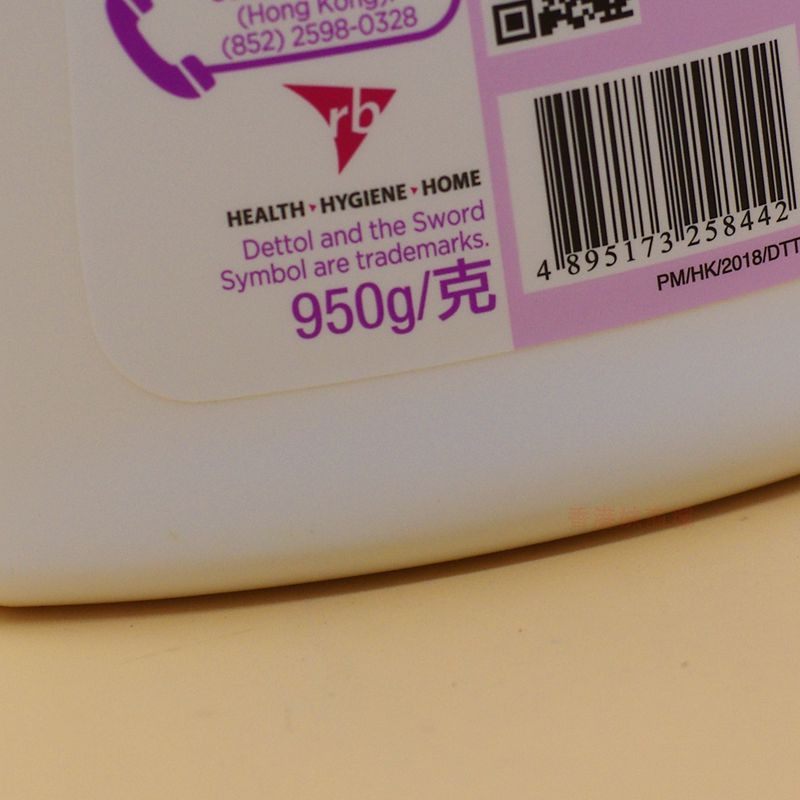 (Hong Kong),
(852) 2598-0328
rb
HEALTH HYGIENE HOME
Dettol and the Sword
Symbol are trademarks.
950g/克
4 895173 258442
PM/HK/2018/DTT